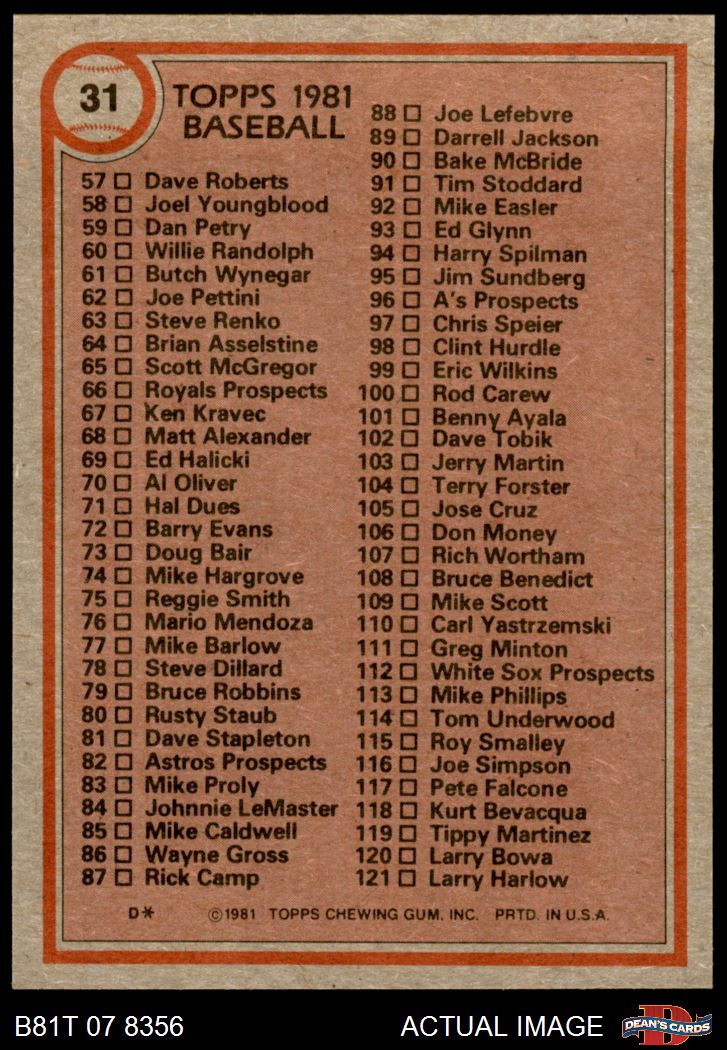 31
TOPPS 1981
BASEBALL
57 Dave Roberts
58 Joel Youngblood
59 Dan Petry
60 Willie Randolph
61 Butch Wynegar
62 Joe Pettini
63 Steve Renko
64 Brian Asselstine
65 Scott McGregor
66 Royals Prospects
67 Ken Kravec
68 Matt Alexander
69 Ed Halicki
70 Al Oliver
71 Hal Dues
72 Barry Evans
73 Doug Bair
74 Mike Hargrove
75 Reggie Smith
76 Mario Mendoza
77 Mike Barlow
78 Steve Dillard
79 Bruce Robbins
80 Rusty Staub
81 Dave Stapleton
82 Astros Prospects
83 Mike Proly
84 Johnnie LeMaster
85 Mike Caldwell
86 Wayne Gross
87 Rick Camp
88 Joe Lefebvre
89 Darrell Jackson
90 Bake McBride
91 Tim Stoddard
92 Mike Easler
93 Ed Glynn
94 Harry Spilman
95 Jim Sundberg
96 A's Prospects
97 Chris Speier
98 Clint Hurdle
99 Eric Wilkins
100 Rod Carew
101 Benny Ayala
102 Dave Tobik
103 Jerry Martin
104 Terry Forster
105 Jose Cruz
106 Don Money
107 Rich Wortham
108 Bruce Benedict
109 Mike Scott
110 Carl Yastrzemski
111 Greg Minton
112 White Sox Prospects
113 Mike Phillips
114 Tom Underwood
115 Roy Smalley
116 Joe Simpson
117 Pete Falcone
118 Kurt Bevacqua
119 Tippy Martinez
120 Larry Bowa
121 Larry Harlow
D* ©1981 TOPPS CHEWING GUM, INC. PRTD. IN U.S.A.
B81T 07 8356 ACTUAL IMAGE
D
DEAN'S CARDS